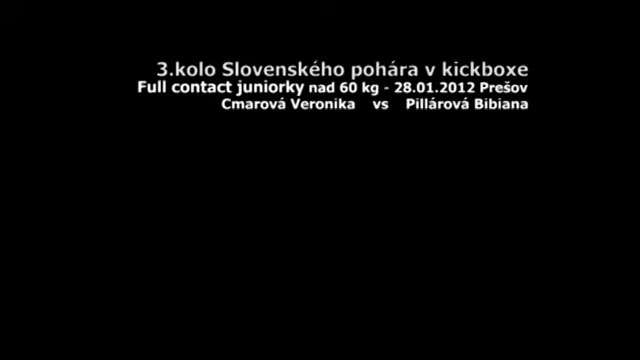 3.kolo Slovenského pohára v kickboxe
Full contact juniorky nad 60 kg - 28.01.2012 Prešov
Cmarová Veronika vs Pillárová Bibiana